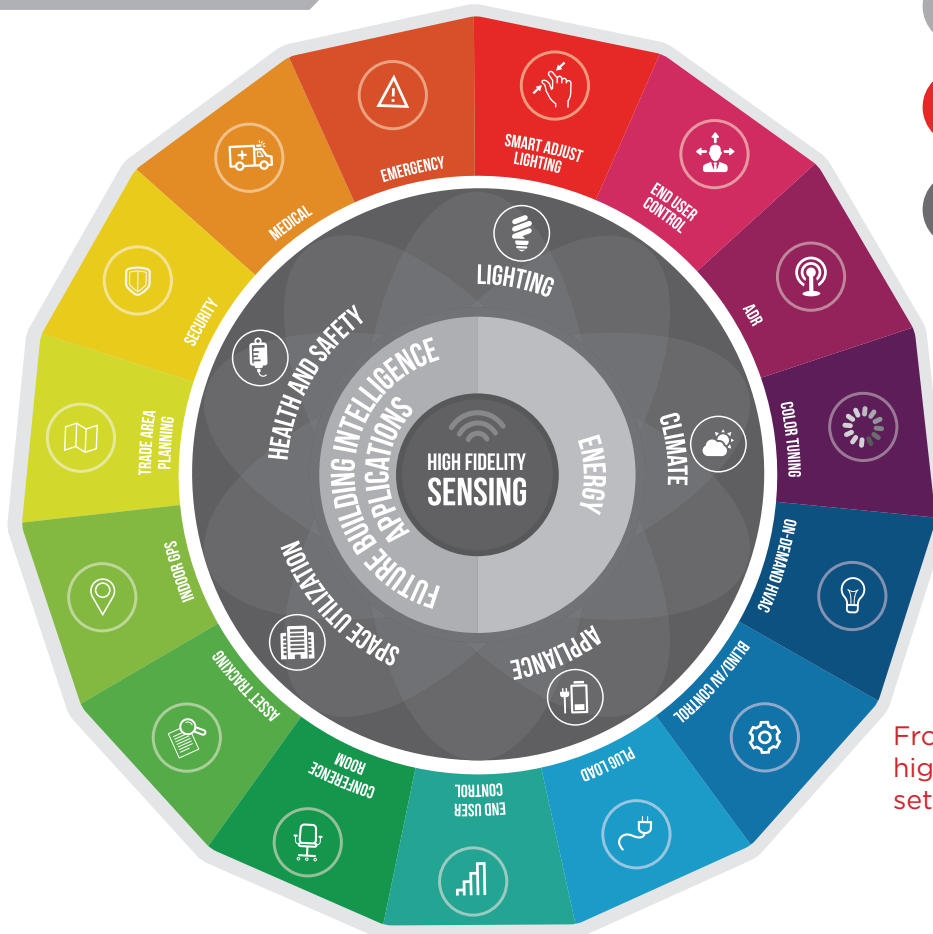 SMART ADJUST
LIGHTING
END USER
CONTROL
ADR
COLOR TUNING
ON-DEMAND HVAC
BLIND/AV CONTROL
PLUG LOAD
END USER
CONTROL
CONFERENCE
ROOM
ASSET TRACKING
INDOOR GPS
TRADE AREA
PLANNING
SECURITY
MEDICAL
EMERGENCY
LIGHTING
CLIMATE
APPLIANCE
SPACE UTILIZATION
HEALTH AND SAFETY
FUTURE BUILDING INTELLIGENCE
APPLICATIONS
ENERGY
HIGH FIDELITY
SENSING
Fro
hig
set